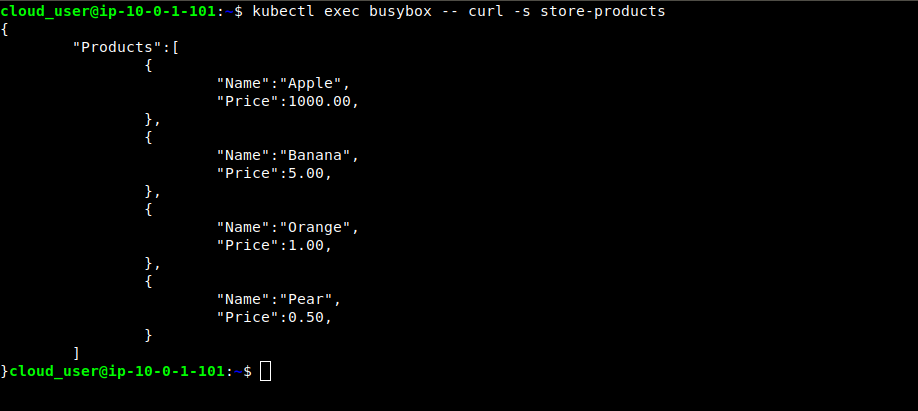 cloud_user@ip-10-0-1-101:~$ kubectl exec busybox -- curl -s store-products
{
        "Products":[
                {
                        "Name":"Apple",
                        "Price":1000.00,
                },
                {
                        "Name":"Banana",
                        "Price":5.00,
                },
                {
                        "Name":"Orange",
                        "Price":1.00,
                },
                {
                        "Name":"Pear",
                        "Price":0.50,
                }
        ]
}cloud_user@ip-10-0-1-101:~$